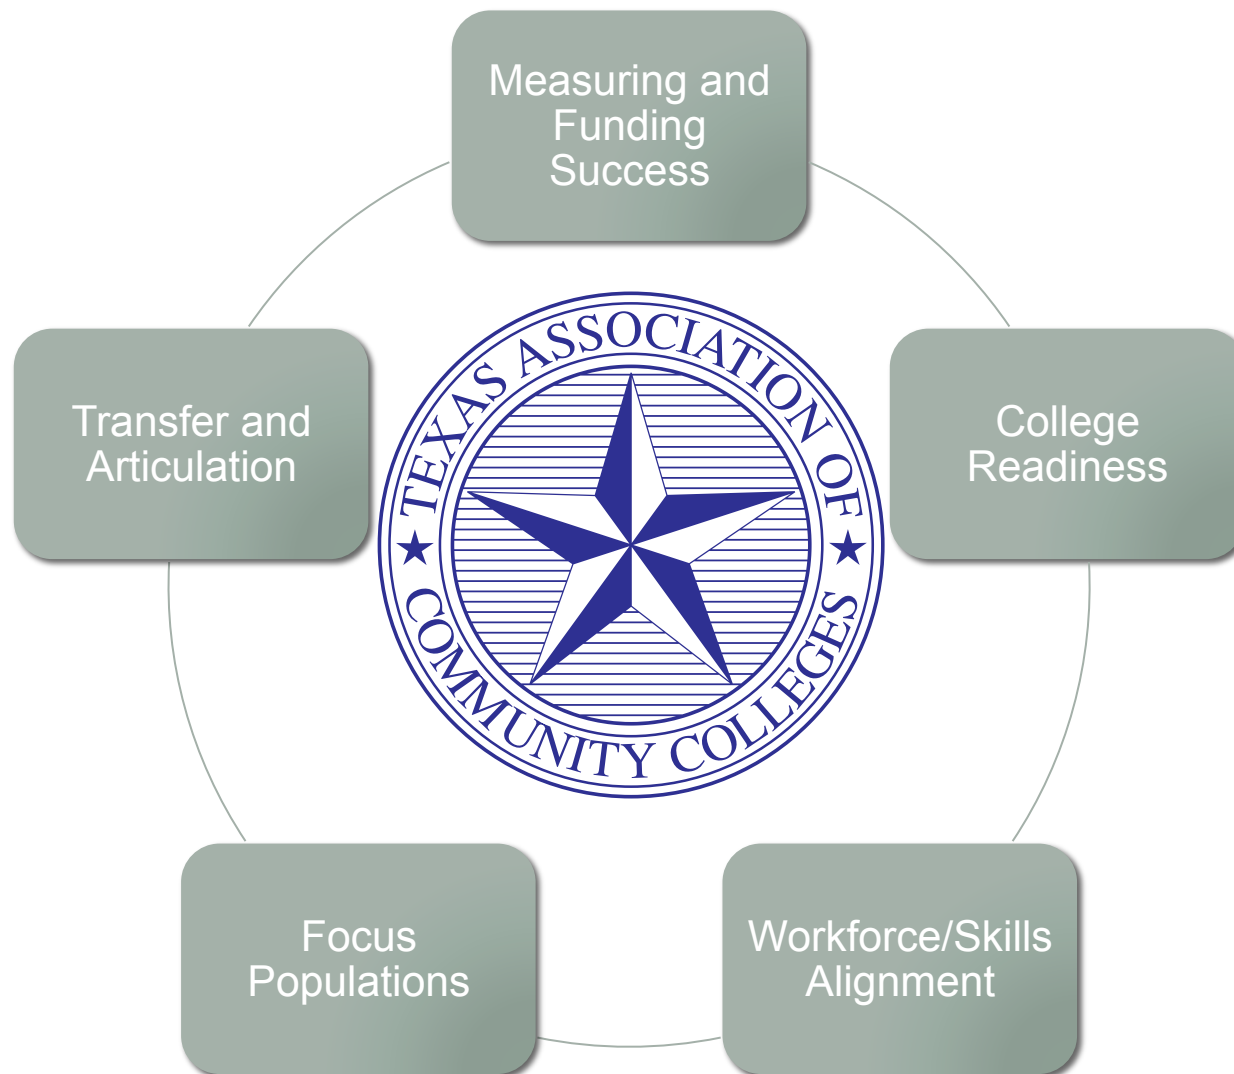 Measuring and
Funding
Success
TEXAS ASSOCIATION OF
COMMUNITY COLLEGES
Transfer and
Articulation
College
Readiness
Focus
Populations
Workforce/Skills
Alignment